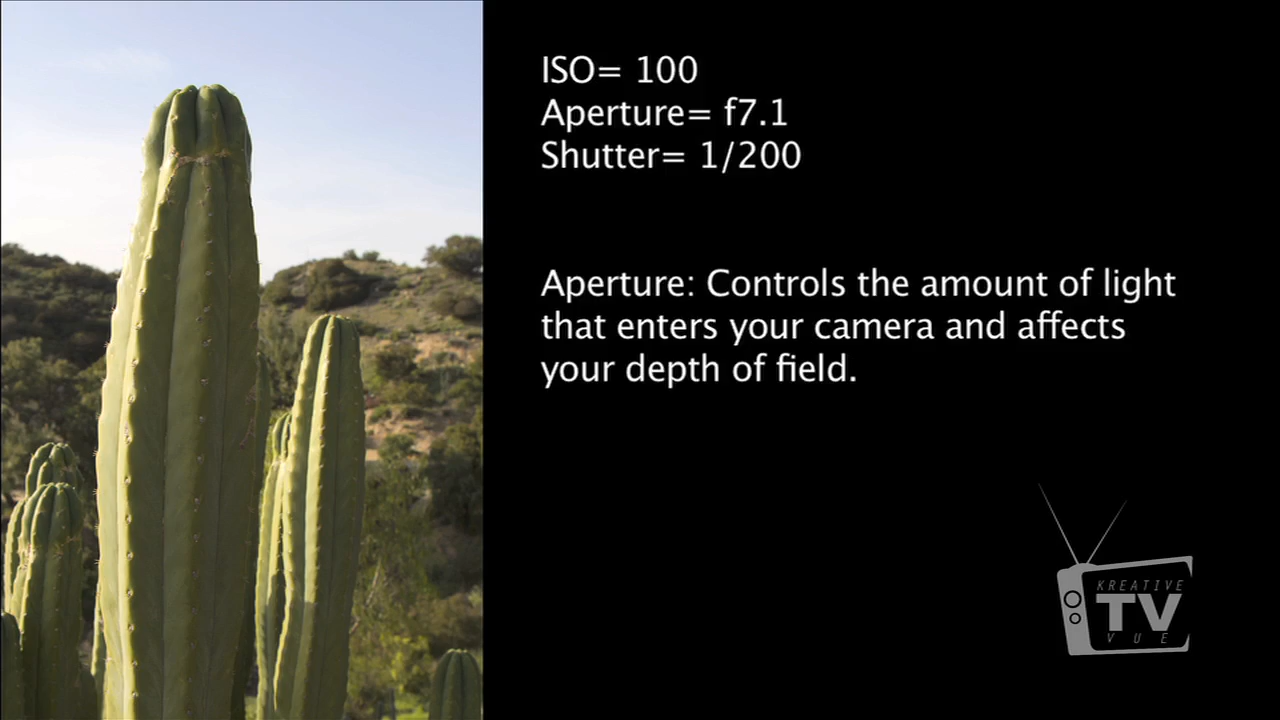 ISO= 100
Aperture= f7.1
Shutter= 1/200
Aperture: Controls the amount of light
that enters your camera and affects
your depth of field.
KREATIVE
TV
VUE